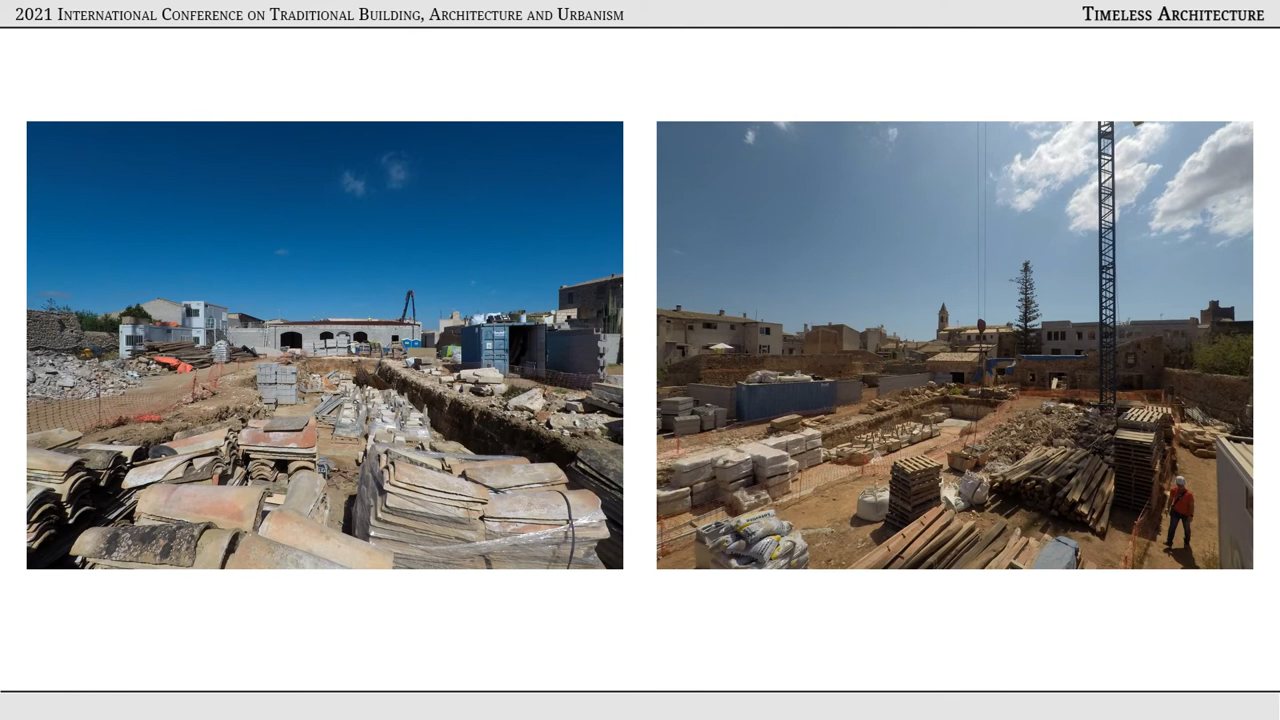 2021 International Conference on Traditional Building, Architecture and Urbanism
Timeless Architecture